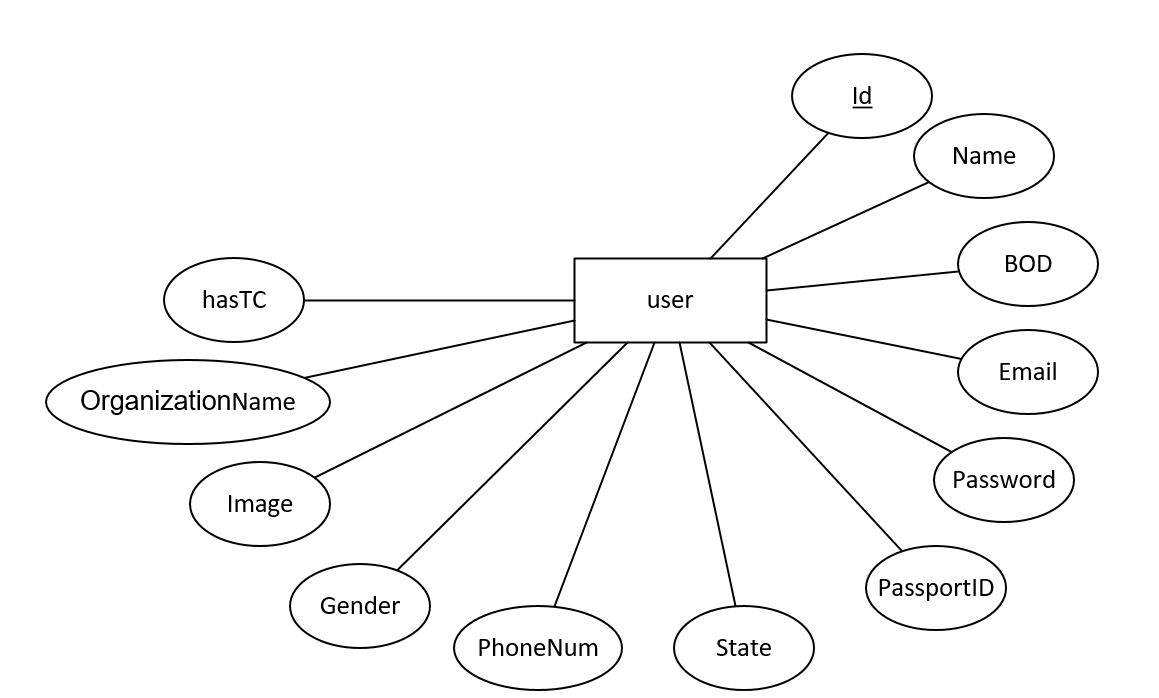 Id
Name
BOD
user
hasTC
Email
OrganizationName
Password
Image
PassportID
Gender
PhoneNum
State